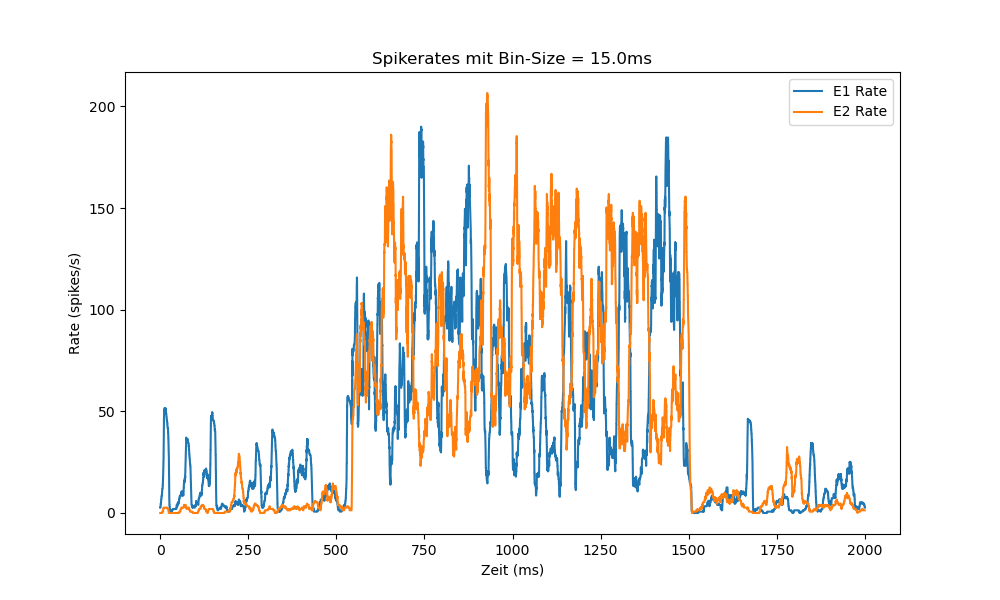 Spikerates mit Bin-Size = 15.0ms
E1 Rate
E2 Rate
200
150
100
50
0
Rate (spikes/s)
0 250 500 750 1000 1250 1500 1750 2000
Zeit (ms)